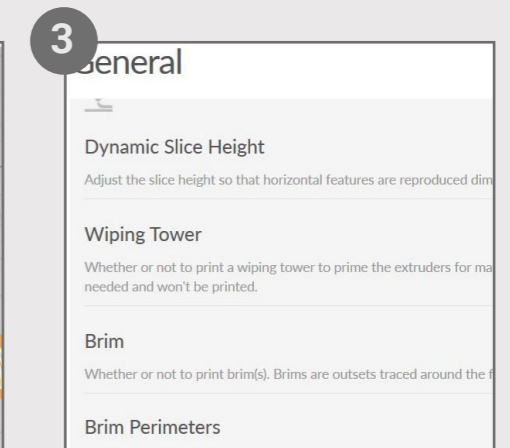 3
General
Dynamic Slice Height
Adjust the slice height so that horizontal features are reproduced dim
Wiping Tower
Whether or not to print a wiping tower to prime the extruders for ma
needed and won't be printed.
Brim
Whether or not to print brim(s). Brims are outsets traced around the f
Brim Perimeters